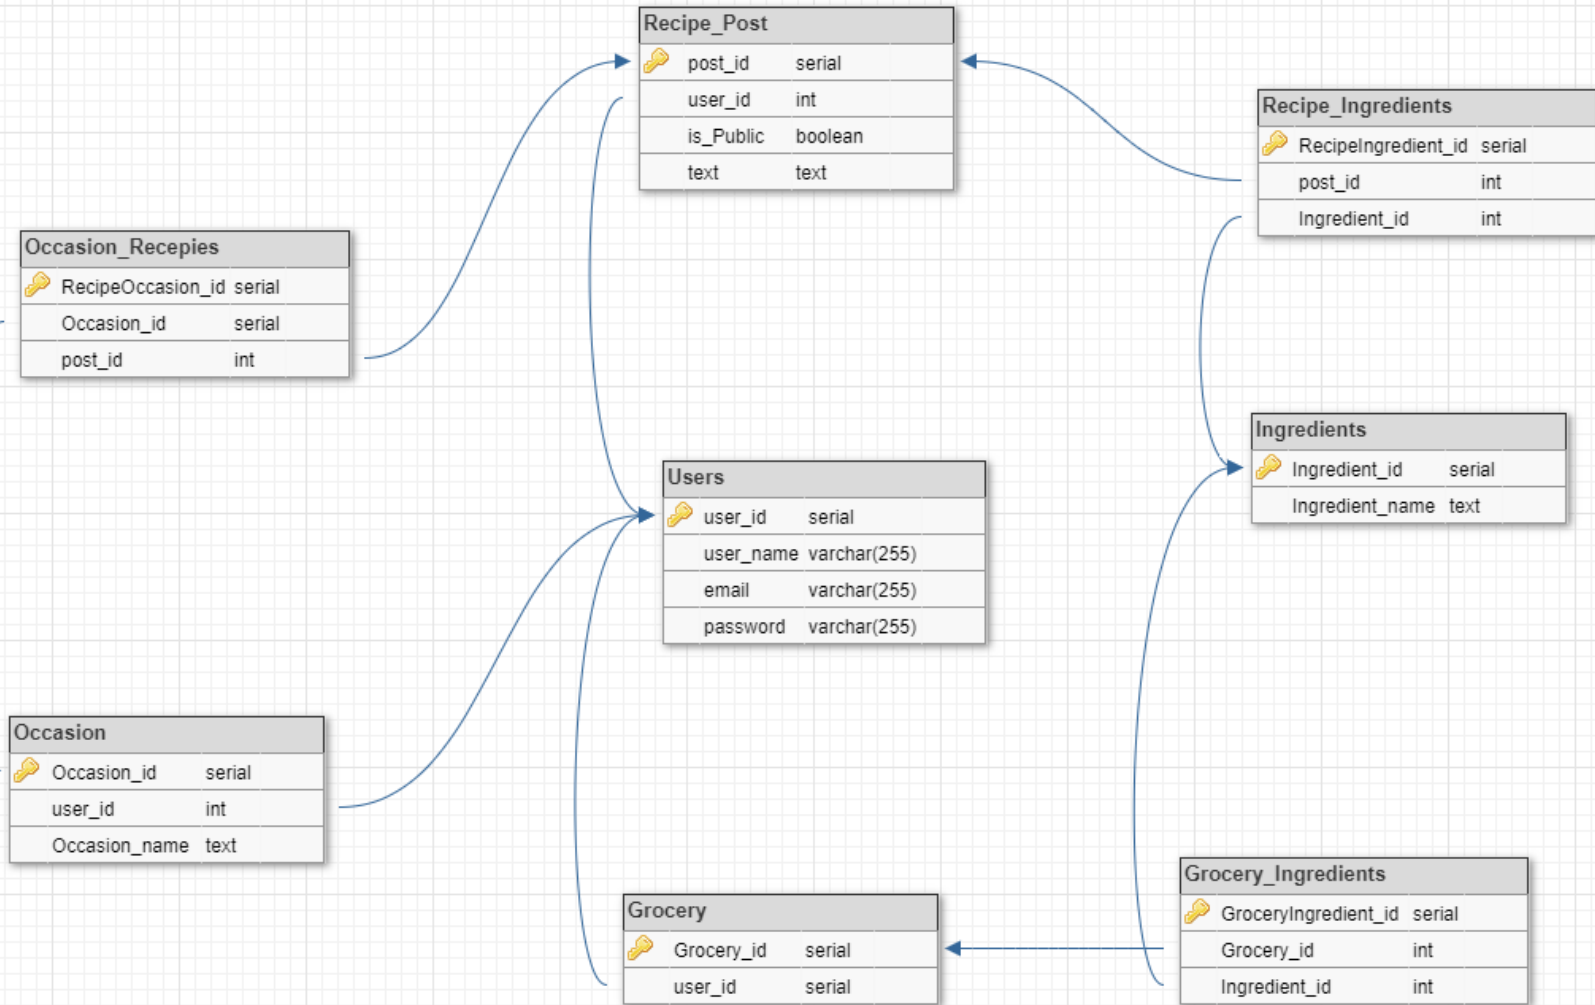 Recipe_Post
post_id serial
user_id int
is_Public boolean
text text
Recipe_Ingredients
RecipeIngredient_id serial
post_id int
Ingredient_id int
Occasion_Recepies
RecipeOccasion_id serial
Occasion_id serial
post_id int
Ingredients
Ingredient_id serial
Ingredient_name text
Users
user_id serial
user_name varchar(255)
email varchar(255)
password varchar(255)
Occasion
Occasion_id serial
user_id int
Occasion_name text
Grocery_Ingredients
GroceryIngredient_id serial
Grocery_id int
Ingredient_id int
Grocery
Grocery_id serial
user_id serial